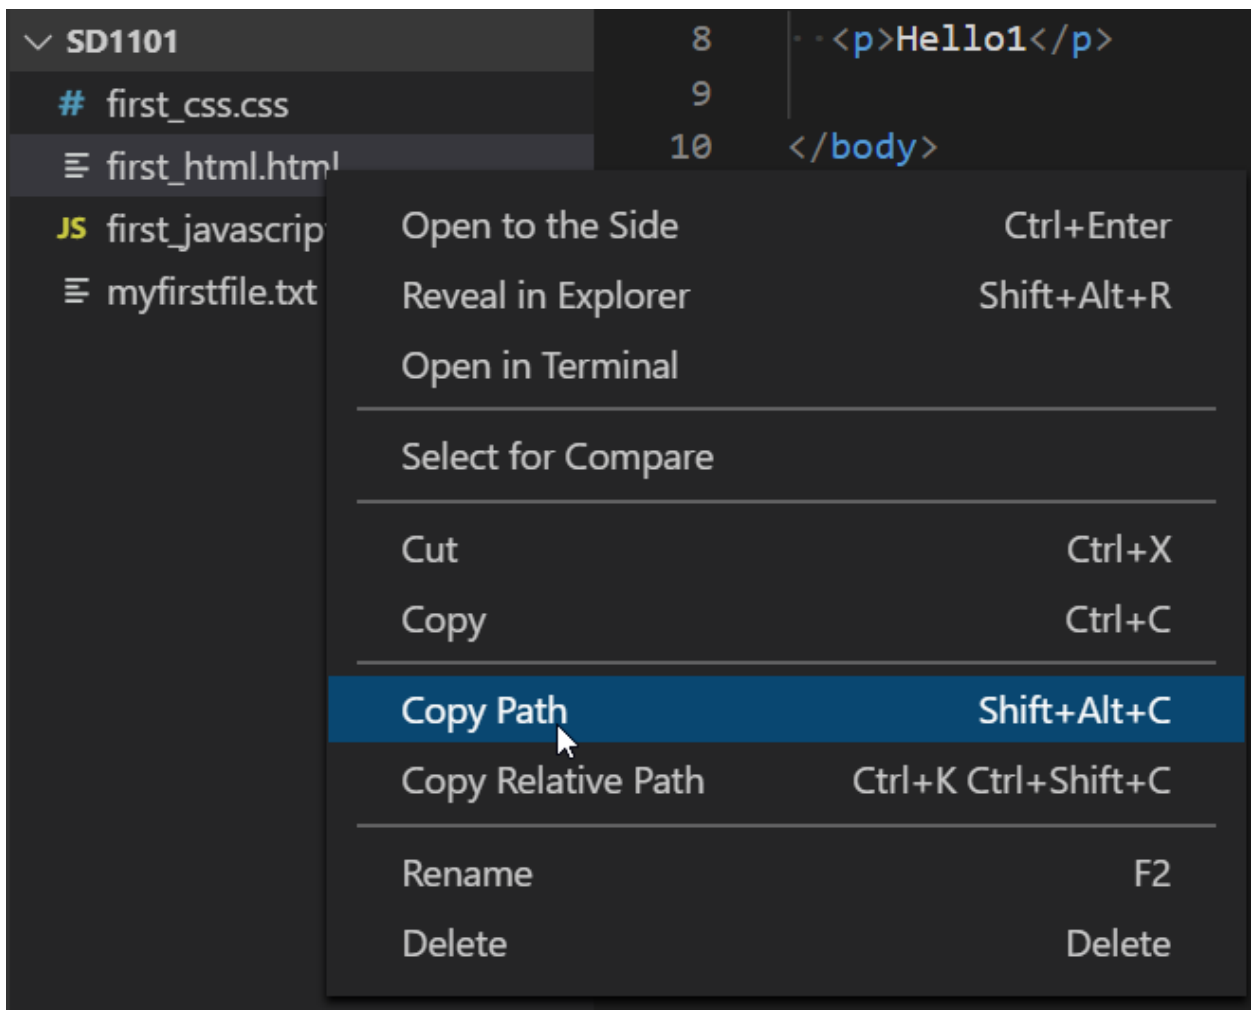 SD1101
# first_css.css
first_html.html
JS first_javascrip
myfirstfile.txt
8 <p>Hello1</p>
9
10 </body>
Open to the Side Ctrl+Enter
Reveal in Explorer Shift+Alt+R
Open in Terminal
Select for Compare
Cut Ctrl+X
Copy Ctrl+C
Copy Path Shift+Alt+C
Copy Relative Path Ctrl+K Ctrl+Shift+C
Rename F2
Delete Delete